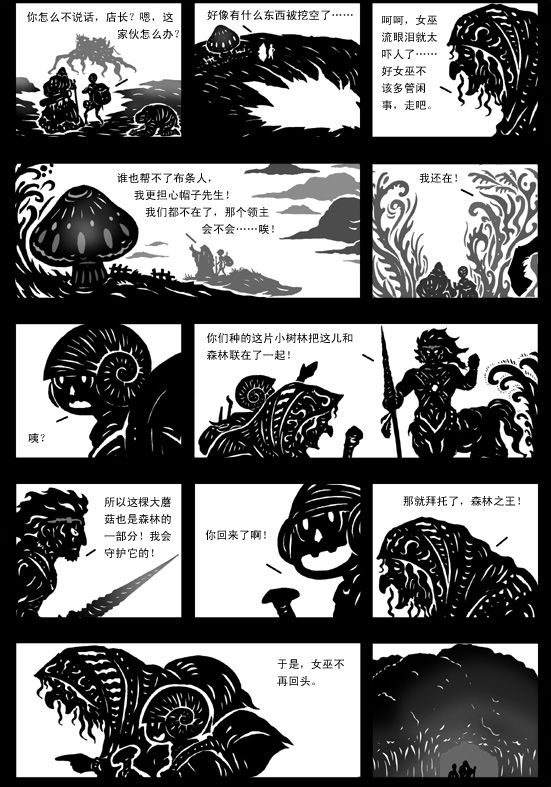 你怎么不说话，店长？嗯，这
家伙怎么办？
好像有什么东西被挖空了……
呵呵，女巫
流眼泪就太
吓人了……
好女巫不
该多管闲
事，走吧。
谁也帮不了布条人，
我更担心帽子先生！
我们都不在了，那个领主
会不会……唉！
我还在！
咦？
你们种的这片小树林把这儿和
森林联在了一起！
所以这棵大蘑
菇也是森林的
一部分！我会
守护它的！
你回来了啊！
那就拜托了，森林之王！
于是，女巫不
再回头。